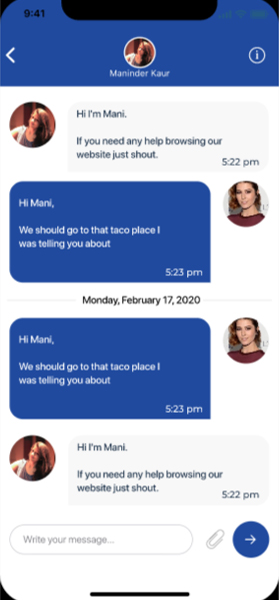 9:41
Maninder Kaur
Hi I'm Mani.
If you need any help browsing our
website just shout.
5:22 pm
Hi Mani,
We should go to that taco place I
was telling you about
5:23 pm
Monday, February 17, 2020
Hi Mani,
We should go to that taco place I
was telling you about
5:23 pm
Hi I'm Mani.
If you need any help browsing our
website just shout.
5:22 pm
Write your message...